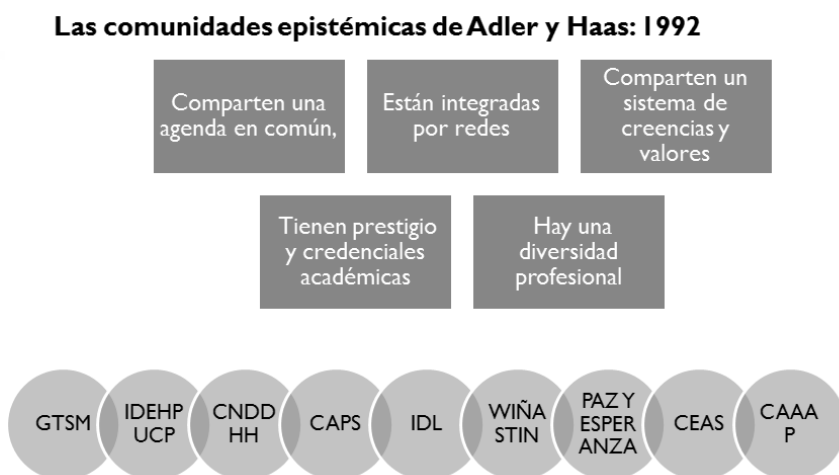 Las comunidades epistémicas de Adler y Haas: 1992
Comparten una
agenda en común,
Están integradas
por redes
Comparten un
sistema de
creencias y
valores
Tienen prestigio
y credenciales
académicas
Hay una
diversidad
profesional
GTSM
IDEHP
UCP
CNDD
HH
CAPS
IDL
WIÑA
STIN
PAZ Y
ESPER
ANZA
CEAS
CAAA
P